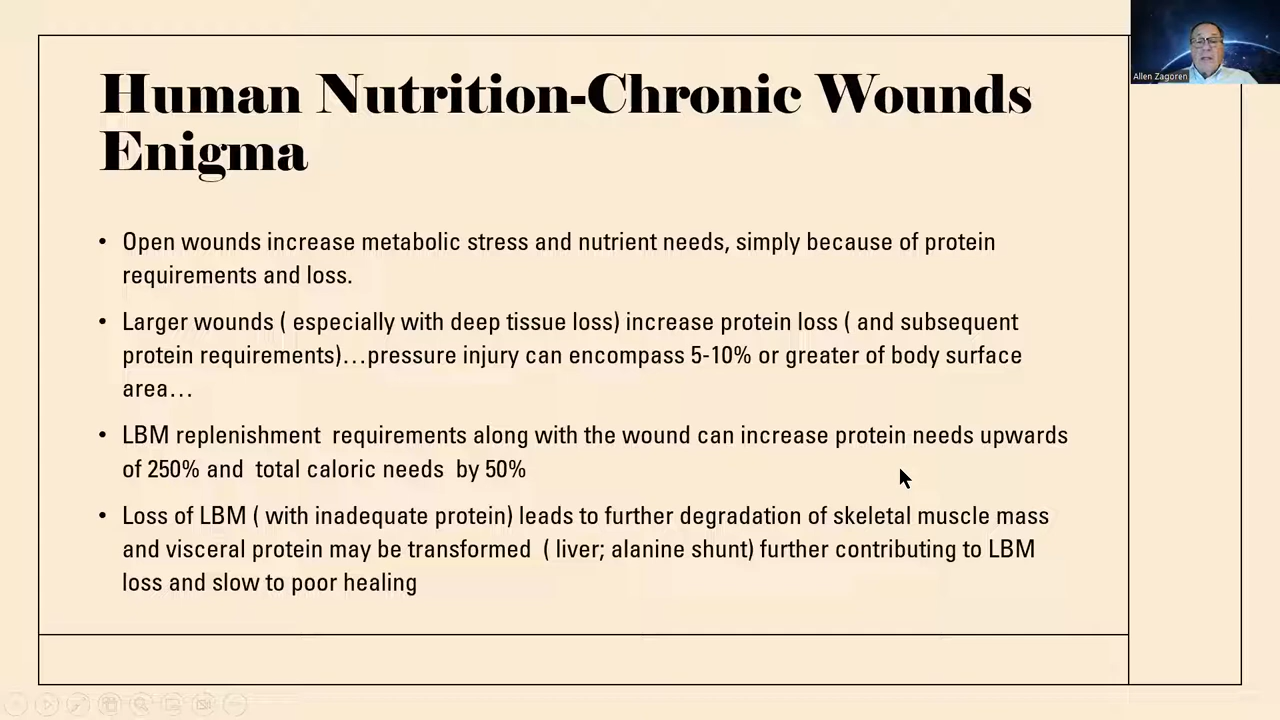 Human Nutrition-Chronic Wounds
Enigma
Allen Zagoren
• Open wounds increase metabolic stress and nutrient needs, simply because of protein
requirements and loss.
• Larger wounds ( especially with deep tissue loss) increase protein loss ( and subsequent
protein requirements)…pressure injury can encompass 5-10% or greater of body surface
area…
• LBM replenishment  requirements along with the wound can increase protein needs upwards
of 250% and  total caloric needs  by 50%
• Loss of LBM ( with inadequate protein) leads to further degradation of skeletal muscle mass
and visceral protein may be transformed  ( liver; alanine shunt) further contributing to LBM
loss and slow to poor healing